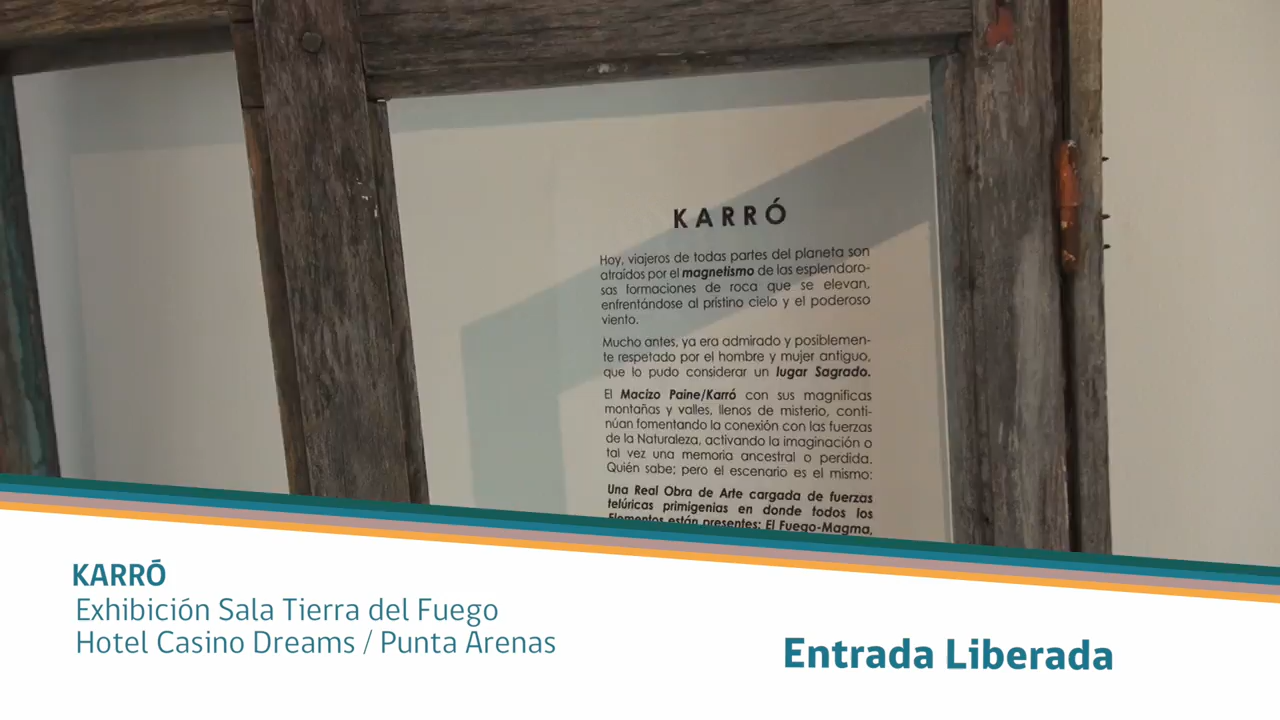 KARRÓ
Hoy, viajeros de todas partes del planeta son
atraídos por el magnetismo de las esplendoro-
sas formaciones de roca que se elevan,
enfrentándose al prístino cielo y el poderoso
viento.
Mucho antes, ya era admirado y posiblemen-
te respetado por el hombre y mujer antiguo,
que lo pudo considerar un lugar Sagrado.
El Macizo Paine/Karró con sus magníficas
montañas y valles, llenos de misterio, conti-
núan fomentando la conexión con las fuerzas
de la Naturaleza, activando la imaginación o
tal vez una memoria ancestral o perdida.
Quién sabe; pero el escenario es el mismo:
Una Real Obra de Arte cargada de fuerzas
telúricas primigenias en donde todos los
Elementos están presentes: El Fuego-Magma,
KARRÓ
Exhibición Sala Tierra del Fuego
Hotel Casino Dreams / Punta Arenas
Entrada Liberada